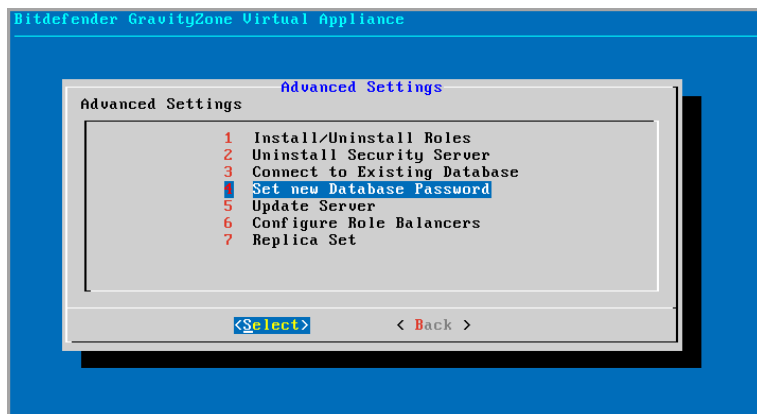 Bitdefender GravityZone Virtual Appliance
Advanced Settings
Advanced Settings
1 Install/Uninstall Roles
2 Uninstall Security Server
3 Connect to Existing Database
4 Set new Database Password
5 Update Server
6 Configure Role Balancers
7 Replica Set
<Select> < Back >